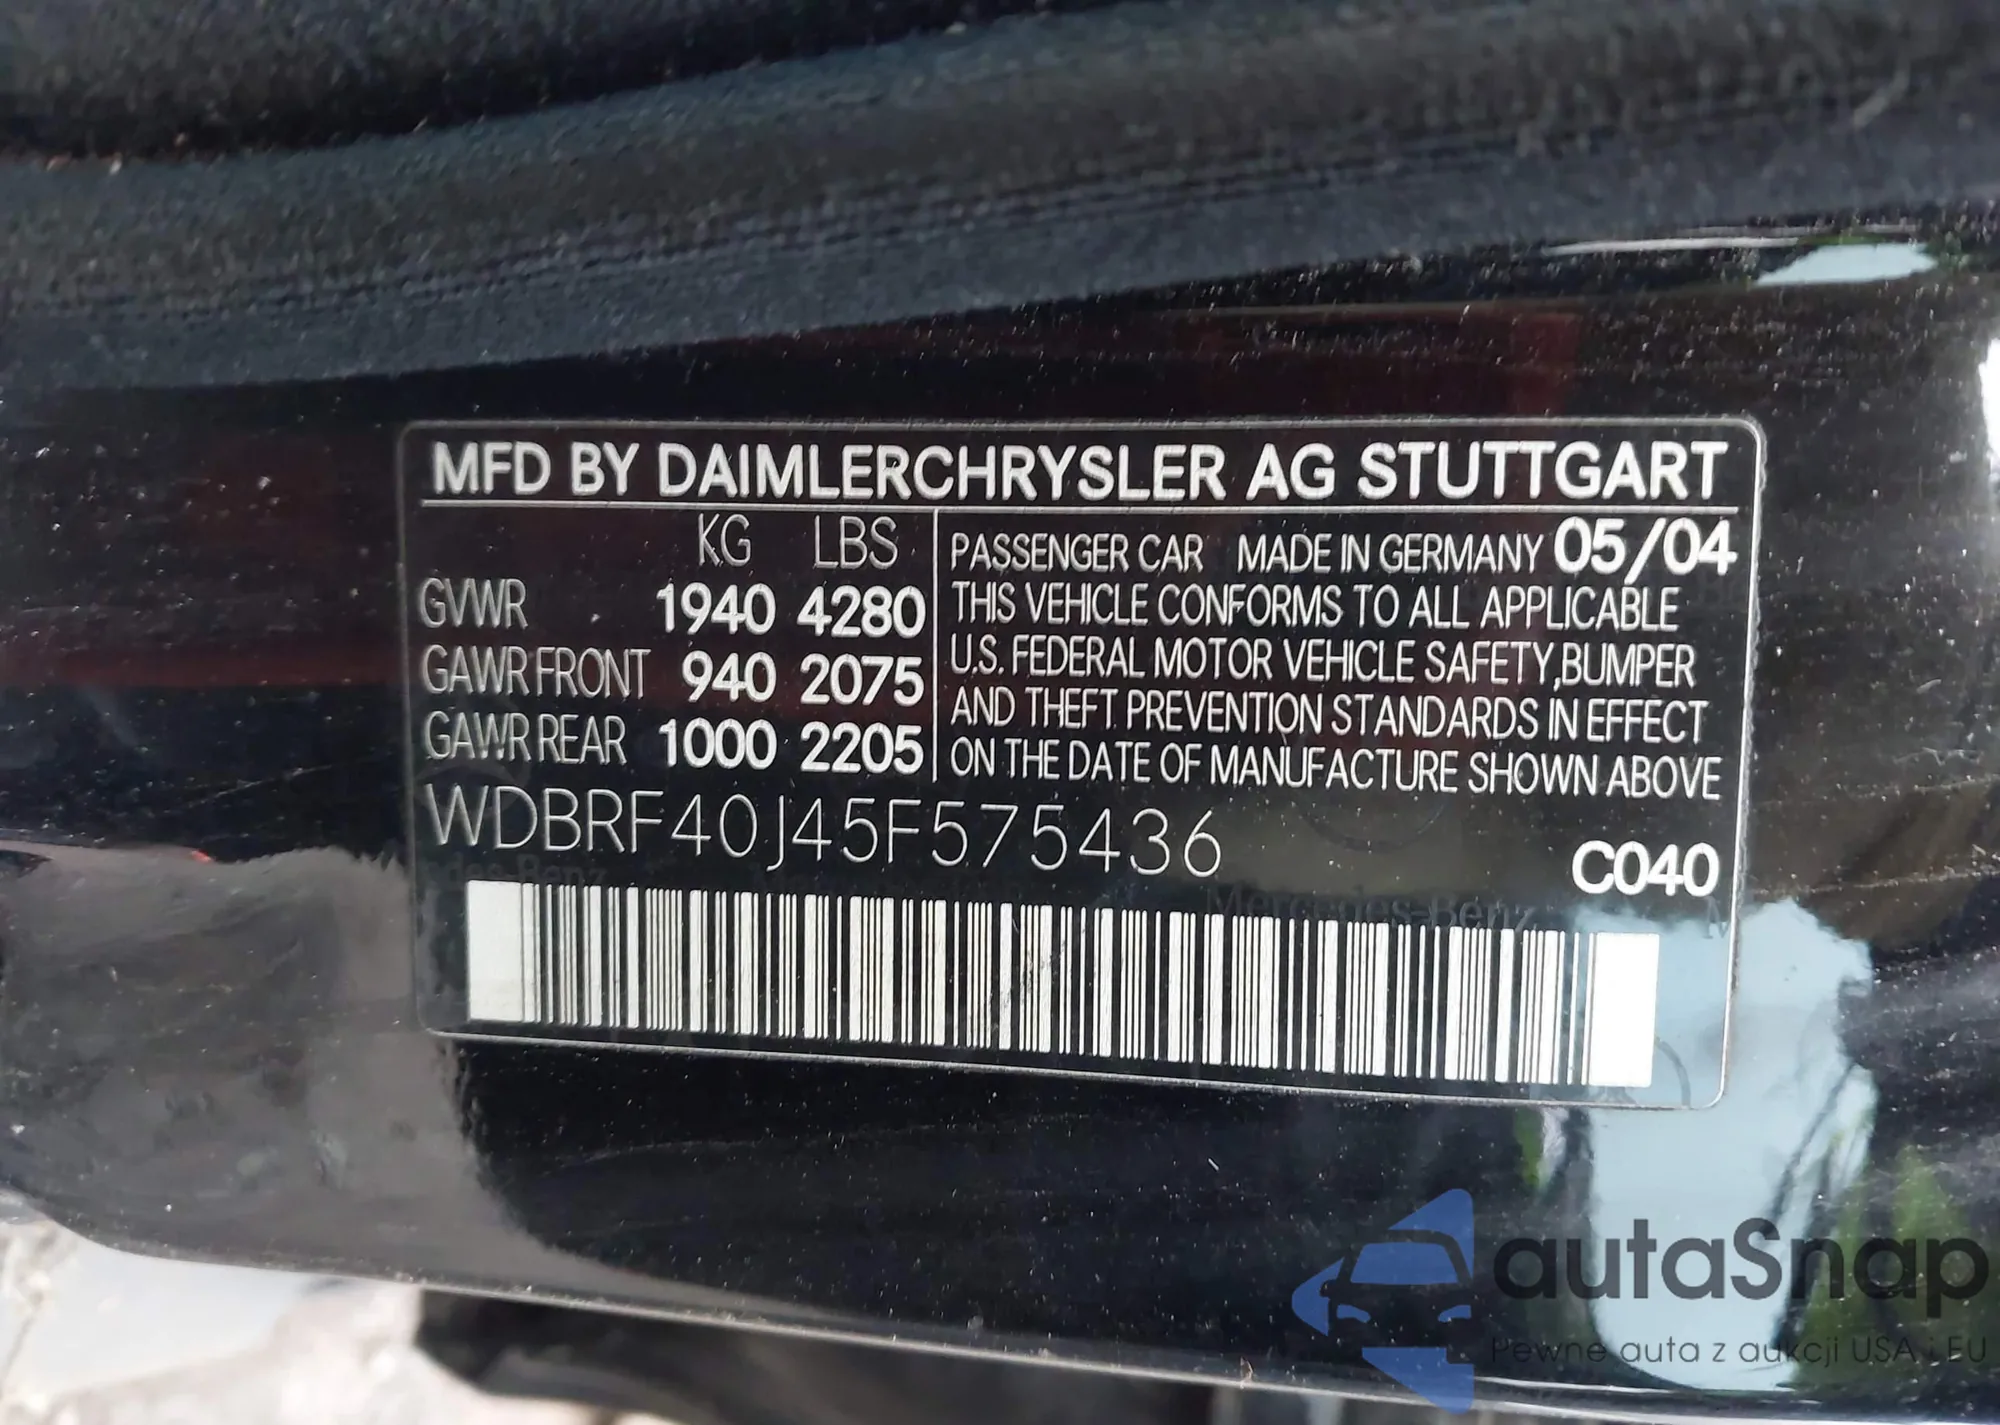 MFD BY DAIMLERCHRYSLER AG STUTTGART
KG LBS
GVWR 1940 4280
GAWR FRONT 940 2075
GAWR REAR 1000 2205
PASSENGER CAR MADE IN GERMANY 05/04
THIS VEHICLE CONFORMS TO ALL APPLICABLE
U.S. FEDERAL MOTOR VEHICLE SAFETY,BUMPER
AND THEFT PREVENTION STANDARDS IN EFFECT
ON THE DATE OF MANUFACTURE SHOWN ABOVE
WDBRF40J45F575436
C040
Mercedes-Benz
autaSnap
Pewne auta z aukcji USA i EU